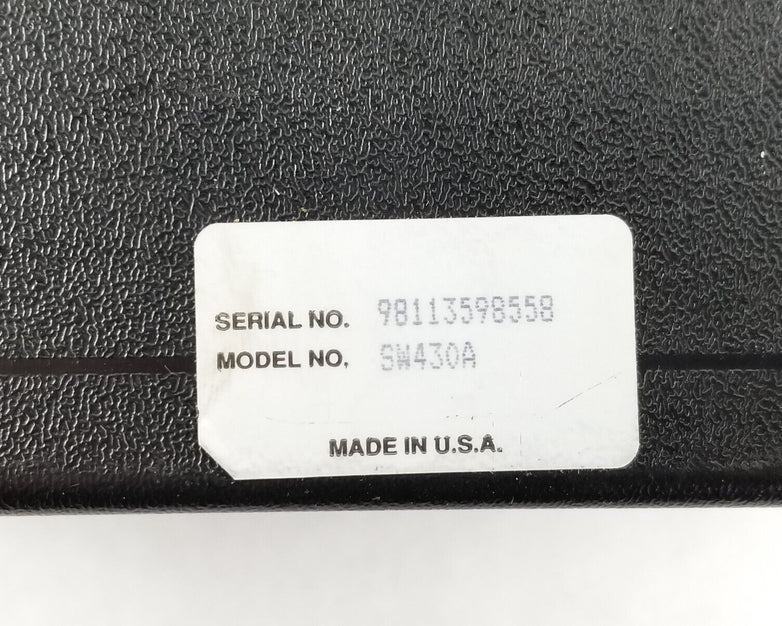 SERIAL NO. 98113598558
MODEL NO. SW430A
MADE IN U.S.A.